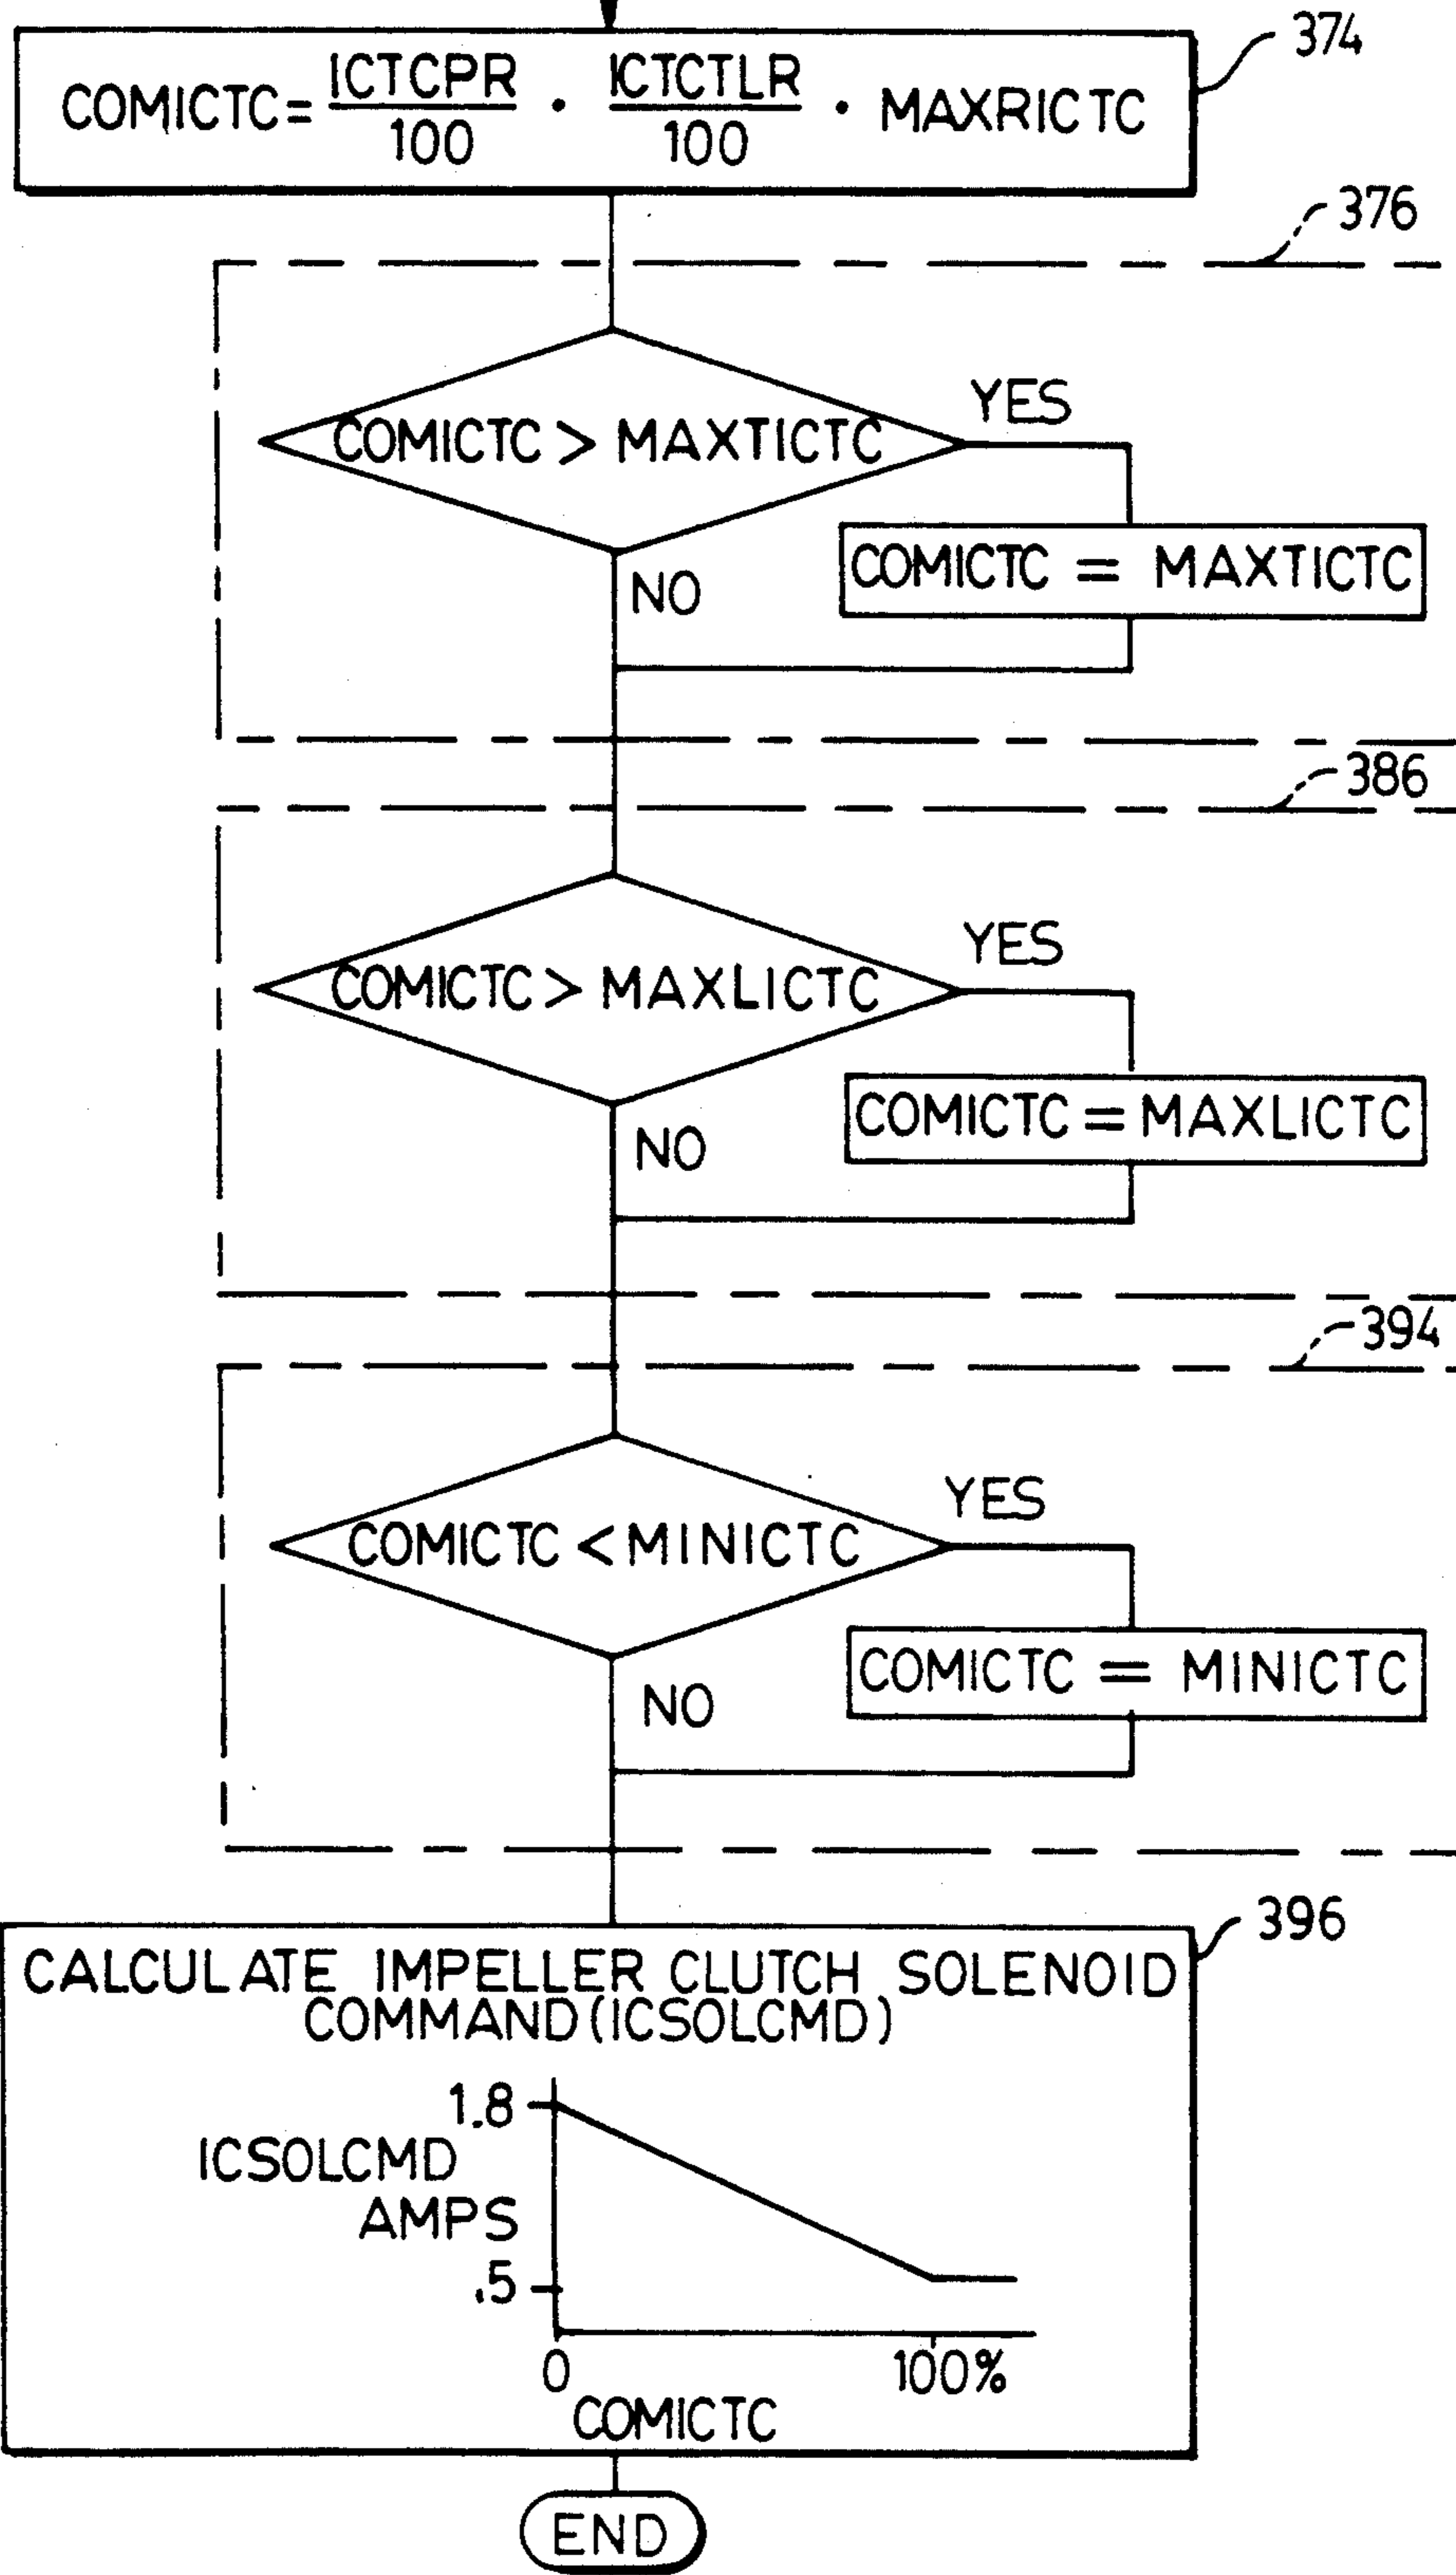 374
COMICTC = ICTCPR/100 · ICTCTLR/100 · MAXRICTC
376
COMICTC > MAXTICTC
YES
COMICTC = MAXTICTC
NO
386
COMICTC > MAXLICTC
YES
COMICTC = MAXLICTC
NO
394
COMICTC < MINICTC
YES
COMICTC = MINICTC
NO
396
CALCULATE IMPELLER CLUTCH SOLENOID
COMMAND (ICSOLCMD)
1.8
ICSOLCMD
AMPS
.5
0 100%
COMICTC
END